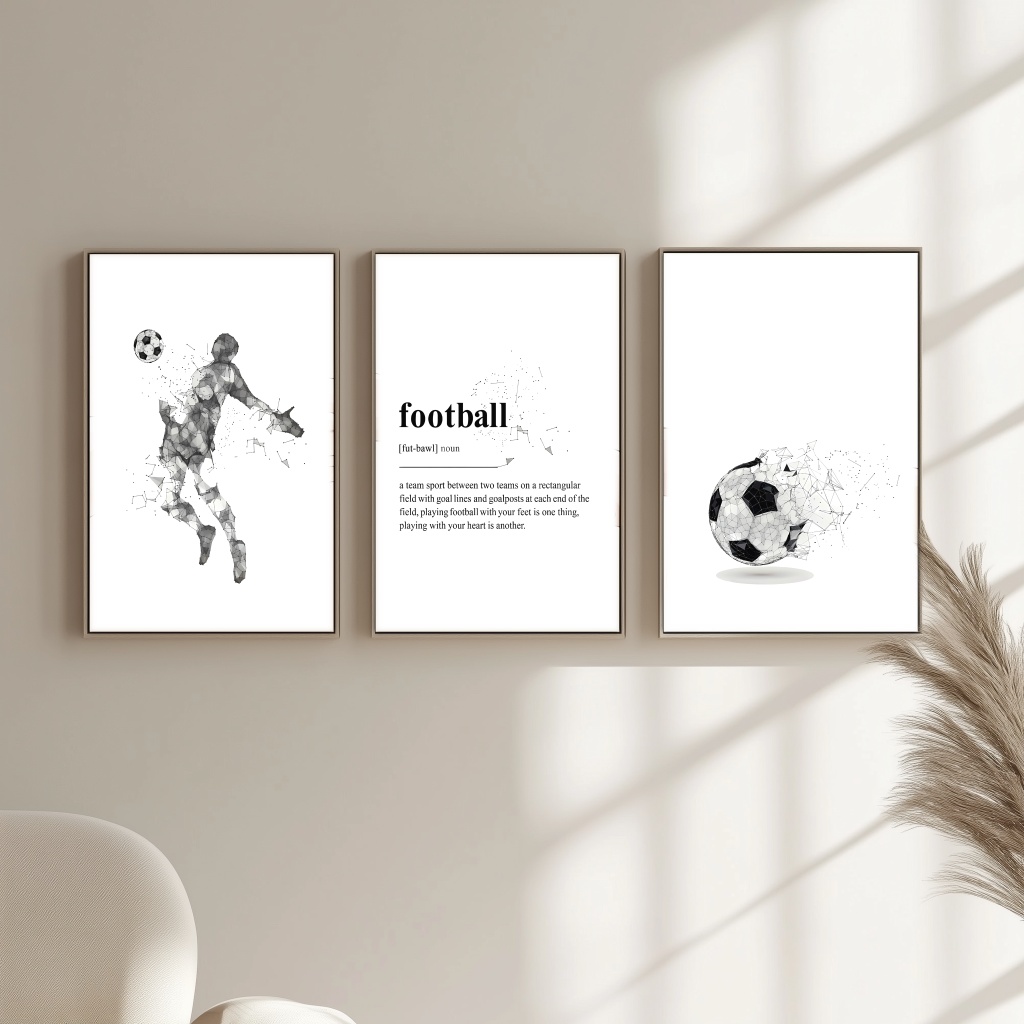 football
[fut-bawl] noun
a team sport between two teams on a rectangular
field with goal lines and goalposts at each end of the
field, playing football with your feet is one thing,
playing with your heart is another.